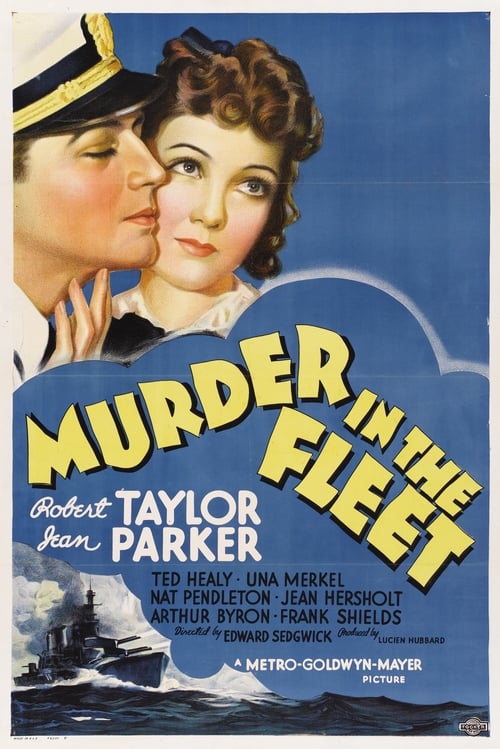 MURDER
IN THE
FLEET
Robert TAYLOR
Jean PARKER
TED HEALY · UNA MERKEL ·
NAT PENDLETON · JEAN HERSHOLT
ARTHUR BYRON · FRANK SHIELDS
Directed by EDWARD SEDGWICK Produced by LUCIEN HUBBARD
A METRO-GOLDWYN-MAYER
PICTURE
TOOKER